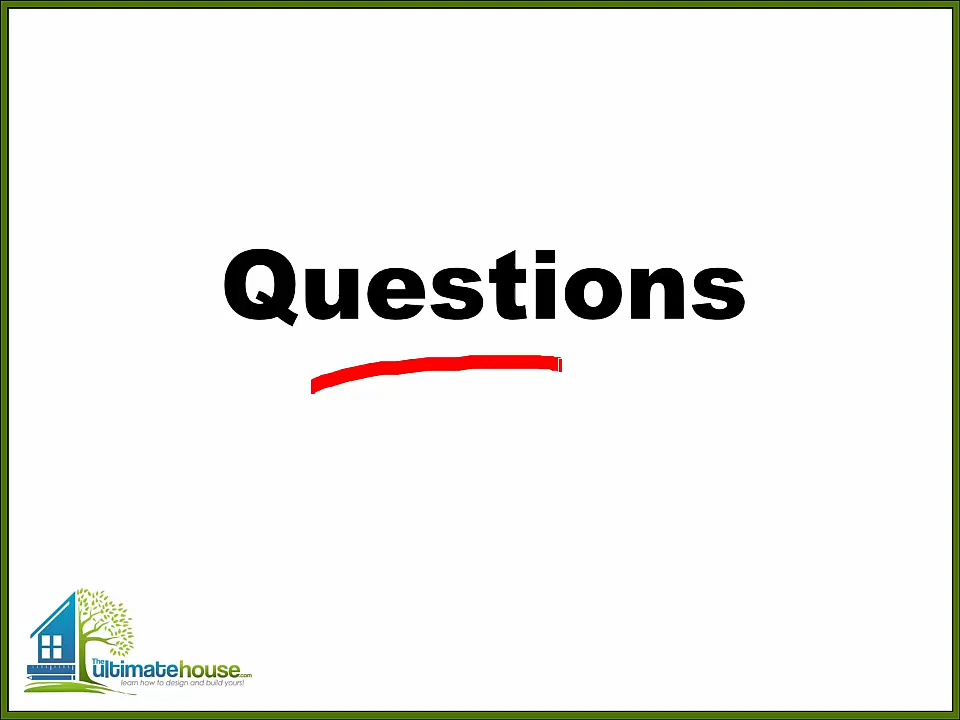 Questions
The
ultimatehouse.com
learn how to design and build yours!